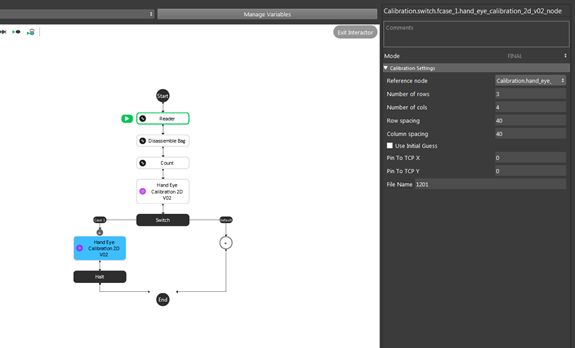 Manage Variables
Exit Interactor
Start
Reader
Disassemble Bag
Count
Hand Eye
Calibration 2D
V02
Switch
Case 1
Default
Hand Eye
Calibration 2D
V02
Halt
End
Calibration.switch.fcase_1.hand_eye_calibration_2d_v02_node
Comments
Mode FINAL
Calibration Settings
Reference node Calibration.hand_eye_
Number of rows 3
Number of cols 4
Row spacing 40
Column spacing 40
Use Initial Guess
Pin To TCP X 0
Pin To TCP Y 0
File Name 1201